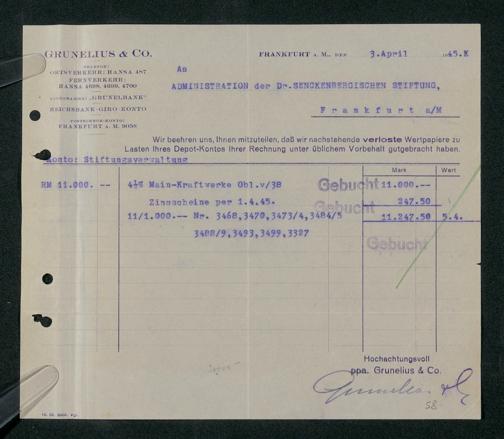 GRUNELIUS & CO.
ORTSVERKEHR: HANSA 487
FERNVERKEHR:
HANSA 4698, 4699, 4700
"GRUNELBANK"
REICHSBANK-GIRO-KONTO
POSTSCHECK-KONTO:
FRANKFURT A. M. 9058
FRANKFURT A. M., DEN 3.April 1945.K
An
ADMINISTRATION der Dr.SENCKENBERGISCHEN STIFTUNG,
Frankfurt a/M
Wir beehren uns, Ihnen mitzuteilen, daß wir nachstehende verloste Wertpapiere zu
Lasten Ihres Depot-Kontos Ihrer Rechnung unter üblichem Vorbehalt gutgebracht haben.
Konto: Stiftungsverwaltung
Mark Wert
RM 11.000.-- 4½% Main-Kraftwerke Obl.v/38 Gebucht 11.000.--
Zinsscheine per 1.4.45. Gebucht 247.50
11/1.000.-- Nr. 3468,3470,3473/4,3484/5 11.247.50 5.4.
3488/9,3493,3499,3327
Gebucht
Hochachtungsvoll
ppa. Grunelius & Co.
Grunelius
58